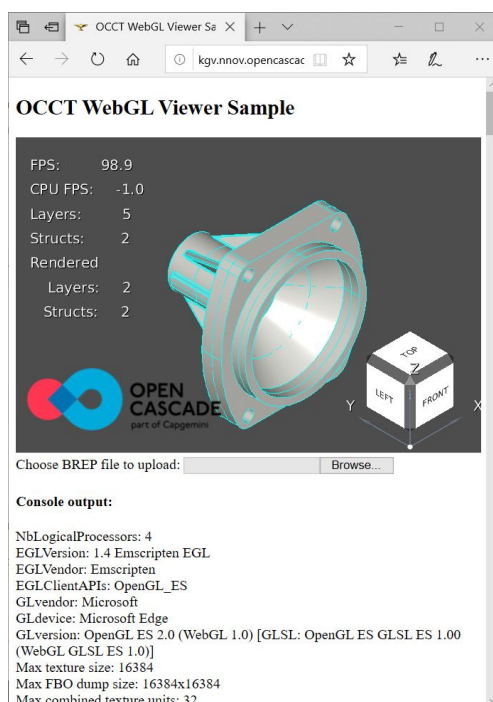 OCCT WebGL Viewer Sa
kgv.nnov.opencascac
OCCT WebGL Viewer Sample
FPS: 98.9
CPU FPS: -1.0
Layers: 5
Structs: 2
Rendered
Layers: 2
Structs: 2
OPEN
CASCADE
part of Capgemini
TOP
Z
LEFT
FRONT
Y
X
Choose BREP file to upload:
Browse...
Console output:
NbLogicalProcessors: 4
EGLVersion: 1.4 Emscripten EGL
EGLVendor: Emscripten
EGLClientAPIs: OpenGL_ES
GLvendor: Microsoft
GLdevice: Microsoft Edge
GLversion: OpenGL ES 2.0 (WebGL 1.0) [GLSL: OpenGL ES GLSL ES 1.00
(WebGL GLSL ES 1.0)]
Max texture size: 16384
Max FBO dump size: 16384x16384
Max combined texture units: 32